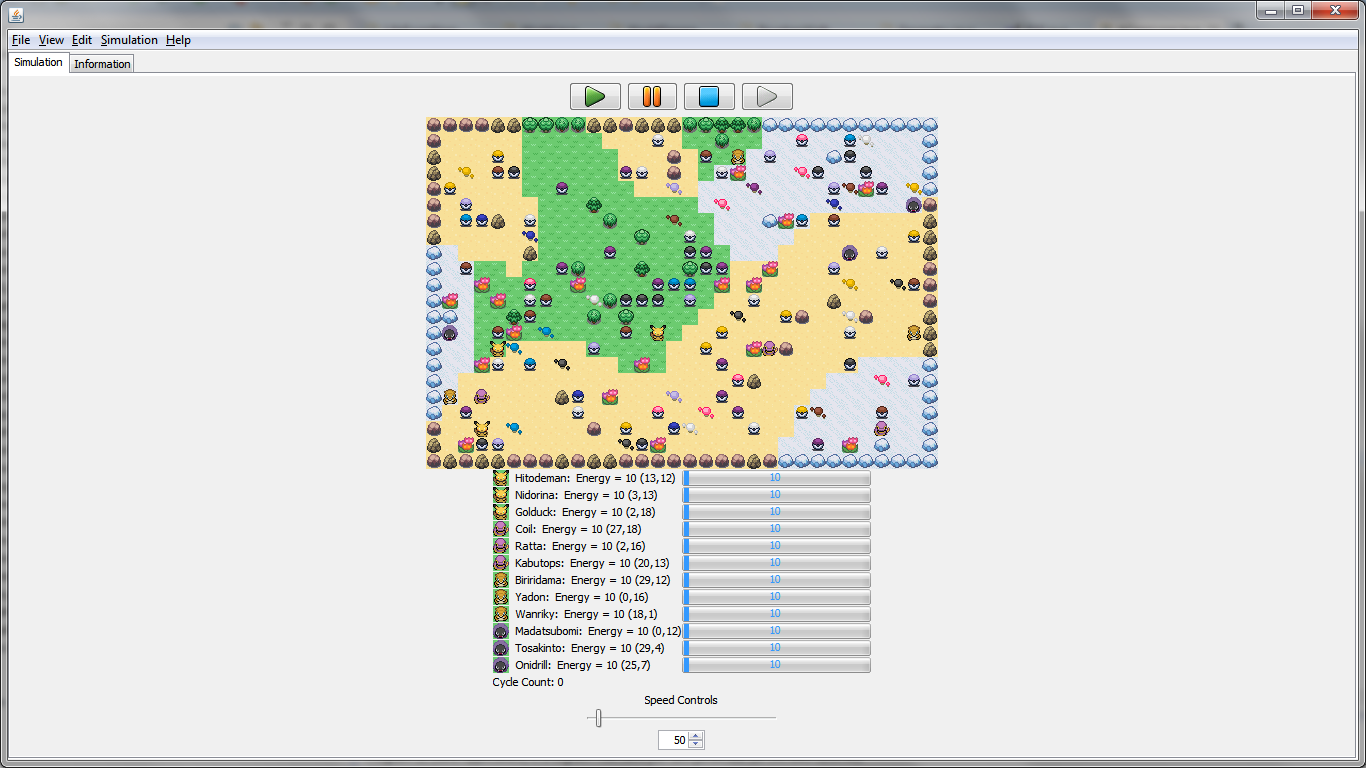 File View Edit Simulation Help
Simulation Information
Hitodeman: Energy = 10 (13,12) 10
Nidorina: Energy = 10 (3,13) 10
Golduck: Energy = 10 (2,18) 10
Coil: Energy = 10 (27,18) 10
Ratta: Energy = 10 (2,16) 10
Kabutops: Energy = 10 (20,13) 10
Biriridama: Energy = 10 (29,12) 10
Yadon: Energy = 10 (0,16) 10
Wanriky: Energy = 10 (18,1) 10
Madatsubomi: Energy = 10 (0,12) 10
Tosakinto: Energy = 10 (29,4) 10
Onidrill: Energy = 10 (25,7) 10
Cycle Count: 0
Speed Controls
50